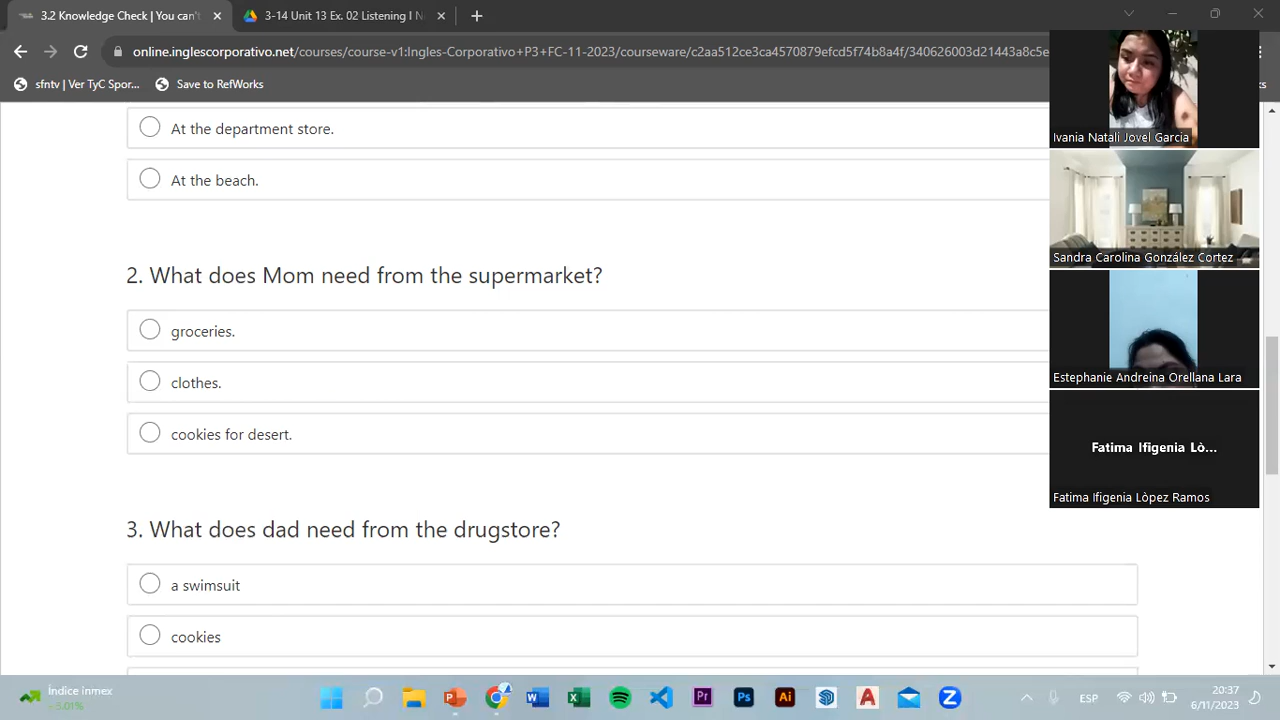 3.2 Knowledge Check | You can't
3-14 Unit 13 Ex. 02 Listening I N
online.inglescorporativo.net/courses/course-v1:Ingles-Corporativo+P3+FC-11-2023/courseware/c2aa512ce3ca4570879efcd5f74b8a4f/340626003d21443a8c5e
sfntv | Ver TyC Spor...
Save to RefWorks
At the department store.
At the beach.
2. What does Mom need from the supermarket?
groceries.
clothes.
cookies for desert.
3. What does dad need from the drugstore?
a swimsuit
cookies
Ivania Natali Jovel Garcia
Sandra Carolina González Cortez
Estephanie Andreina Orellana Lara
Fatima Ifigenia Lò...
Fatima Ifigenia Lòpez Ramos
Índice inmex
+3.01%
ESP
20:37
6/11/2023